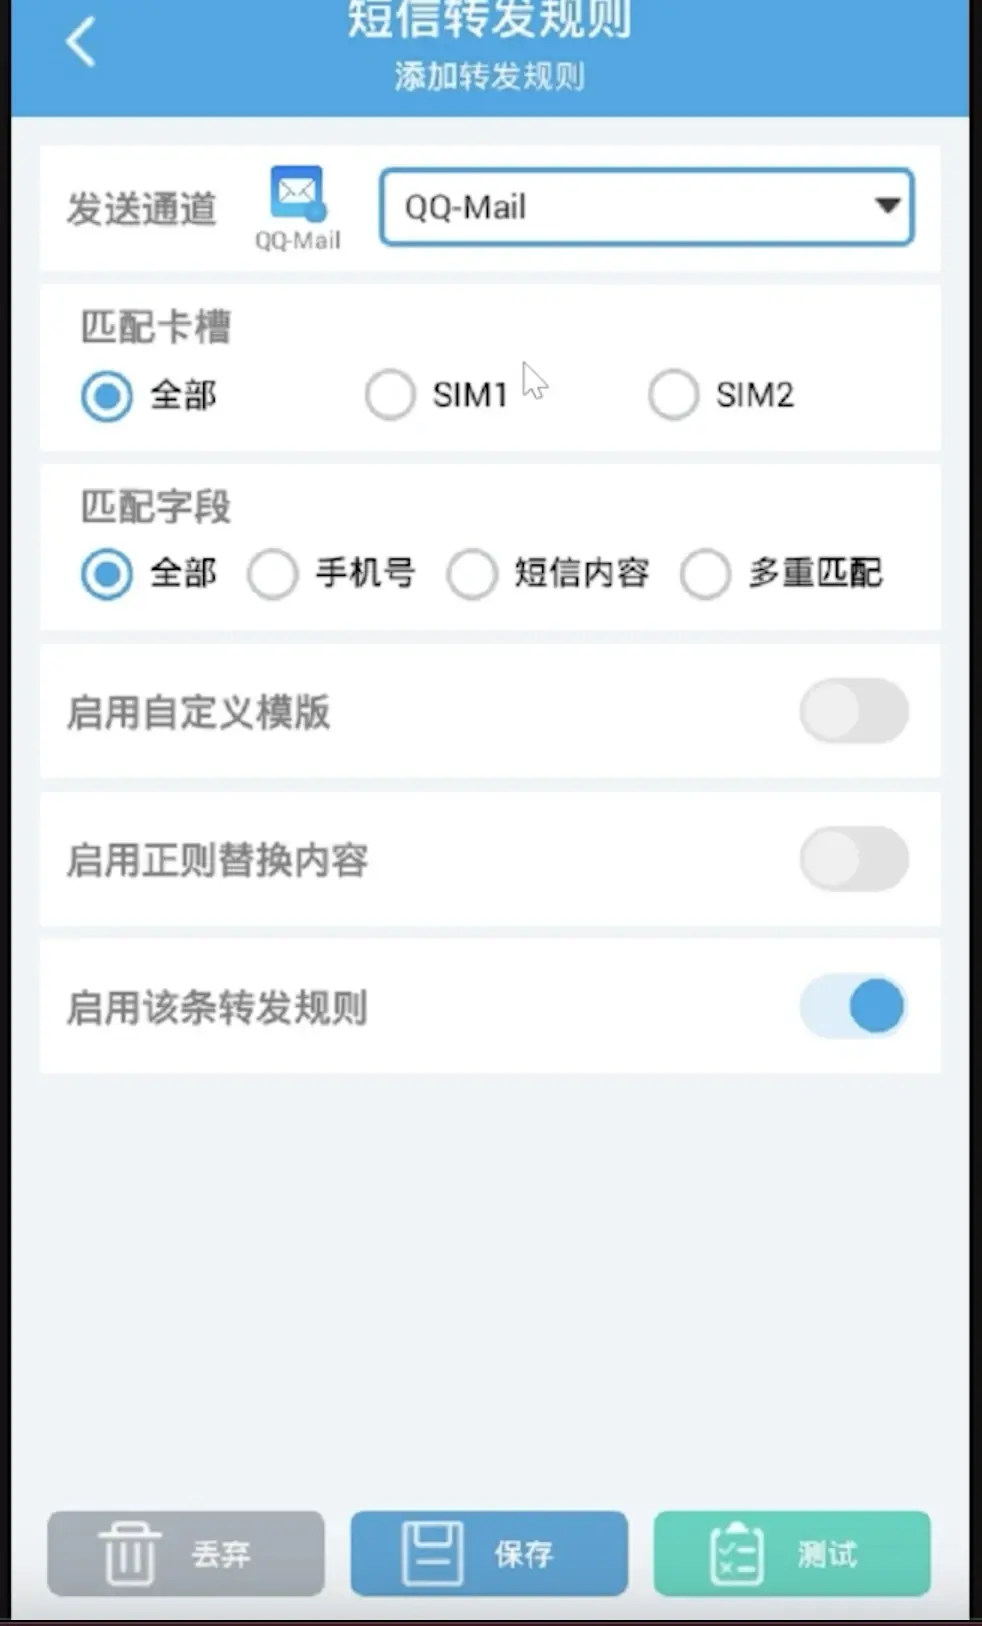 短信转发规则
添加转发规则
发送通道
QQ-Mail
QQ-Mail
匹配卡槽
全部 SIM1 SIM2
匹配字段
全部 手机号 短信内容 多重匹配
启用自定义模版
启用正则替换内容
启用该条转发规则
丢弃 保存 测试